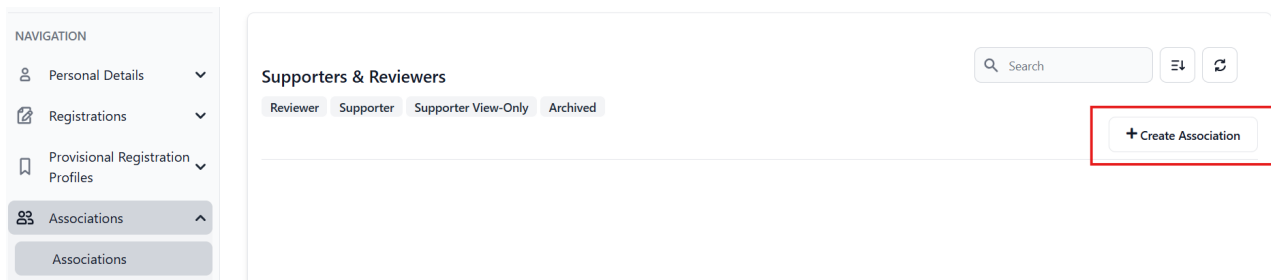 NAVIGATION
Personal Details
Registrations
Provisional Registration
Profiles
Associations
Associations
Search
Supporters & Reviewers
Reviewer Supporter Supporter View-Only Archived
+ Create Association